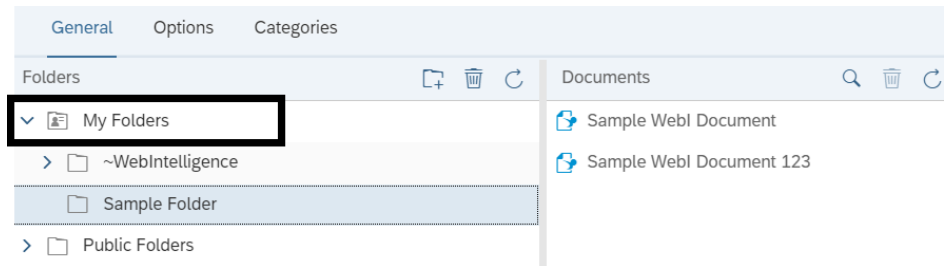 General Options Categories
Folders
My Folders
~WebIntelligence
Sample Folder
Public Folders
Documents
Sample WebI Document
Sample WebI Document 123